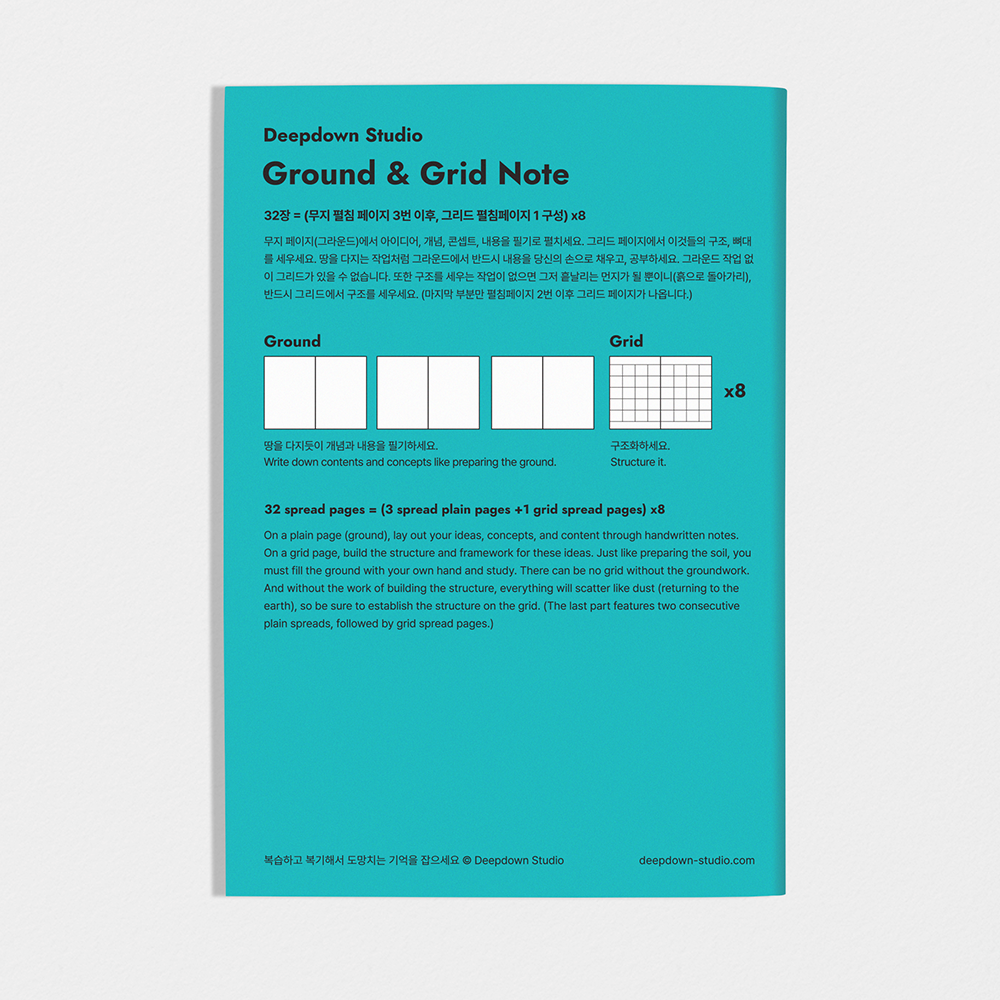 Deepdown Studio
Ground & Grid Note
32장 = (무지 펼침 페이지 3번 이후, 그리드 펼침페이지 1 구성) x8
무지 페이지(그라운드)에서 아이디어, 개념, 콘셉트, 내용을 필기로 펼치세요. 그리드 페이지에서 이것들의 구조, 뼈대
를 세우세요. 땅을 다지는 작업처럼 그라운드에서 반드시 내용을 당신의 손으로 채우고, 공부하세요. 그라운드 작업 없
이 그리드가 있을 수 없습니다. 또한 구조를 세우는 작업이 없으면 그저 흩날리는 먼지가 될 뿐이니(흙으로 돌아가리),
반드시 그리드에서 구조를 세우세요. (마지막 부분만 펼침페이지 2번 이후 그리드 페이지가 나옵니다.)
Ground
Grid
x8
땅을 다지듯이 개념과 내용을 필기하세요.
Write down contents and concepts like preparing the ground.
구조화하세요.
Structure it.
32 spread pages = (3 spread plain pages +1 grid spread pages) x8
On a plain page (ground), lay out your ideas, concepts, and content through handwritten notes.
On a grid page, build the structure and framework for these ideas. Just like preparing the soil, you
must fill the ground with your own hand and study. There can be no grid without the groundwork.
And without the work of building the structure, everything will scatter like dust (returning to the
earth), so be sure to establish the structure on the grid. (The last part features two consecutive
plain spreads, followed by grid spread pages.)
복습하고 복기해서 도망치는 기억을 잡으세요 © Deepdown Studio
deepdown-studio.com